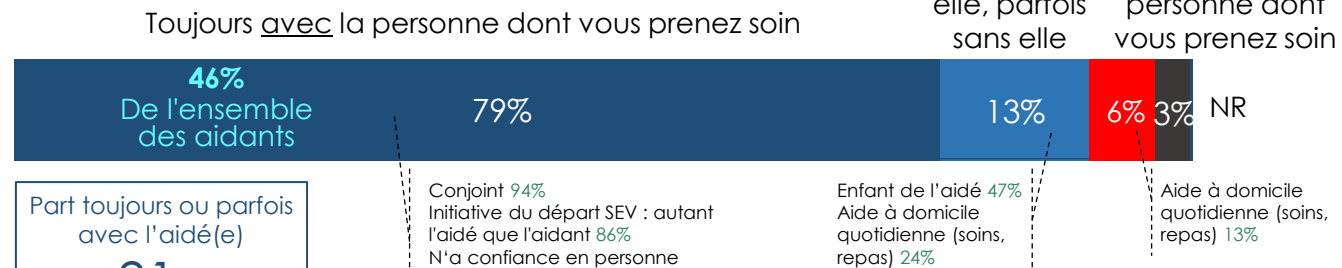 elle, parfois
personne dont
Toujours avec la personne dont vous prenez soin
sans elle
vous prenez soin
46%
De l'ensemble
des aidants
79%
13%
6%
3%
NR
Part toujours ou parfois
avec l'aidé(e)
Conjoint 94%
Initiative du départ SEV : autant
l'aidé que l'aidant 86%
N'a confiance en personne
Enfant de l'aidé 47%
Aide à domicile
quotidienne (soins,
repas) 24%
Aide à domicile
quotidienne (soins,
repas) 13%